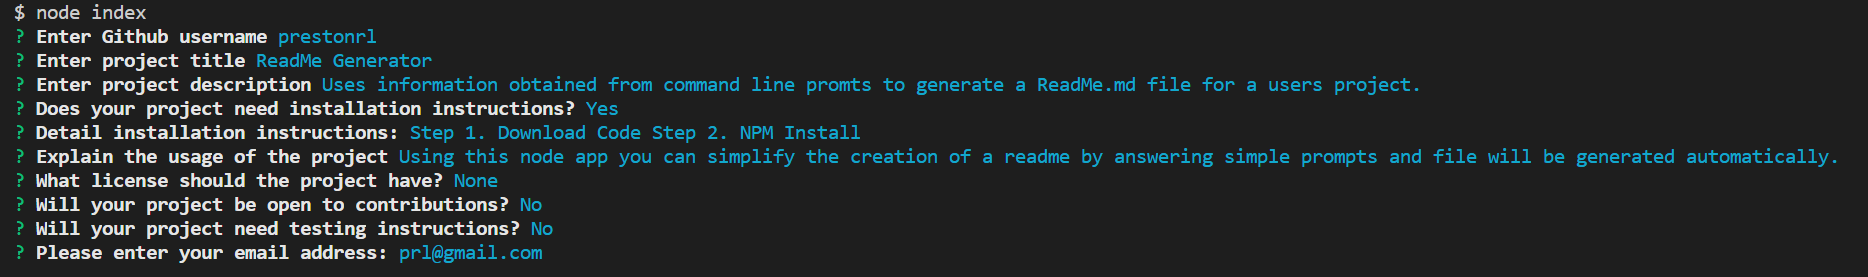 $ node index
? Enter Github username prestonrl
? Enter project title ReadMe Generator
? Enter project description Uses information obtained from command line promts to generate a ReadMe.md file for a users project.
? Does your project need installation instructions? Yes
? Detail installation instructions: Step 1. Download Code Step 2. NPM Install
? Explain the usage of the project Using this node app you can simplify the creation of a readme by answering simple prompts and file will be generated automatically.
? What license should the project have? None
? Will your project be open to contributions? No
? Will your project need testing instructions? No
? Please enter your email address: prl@gmail.com